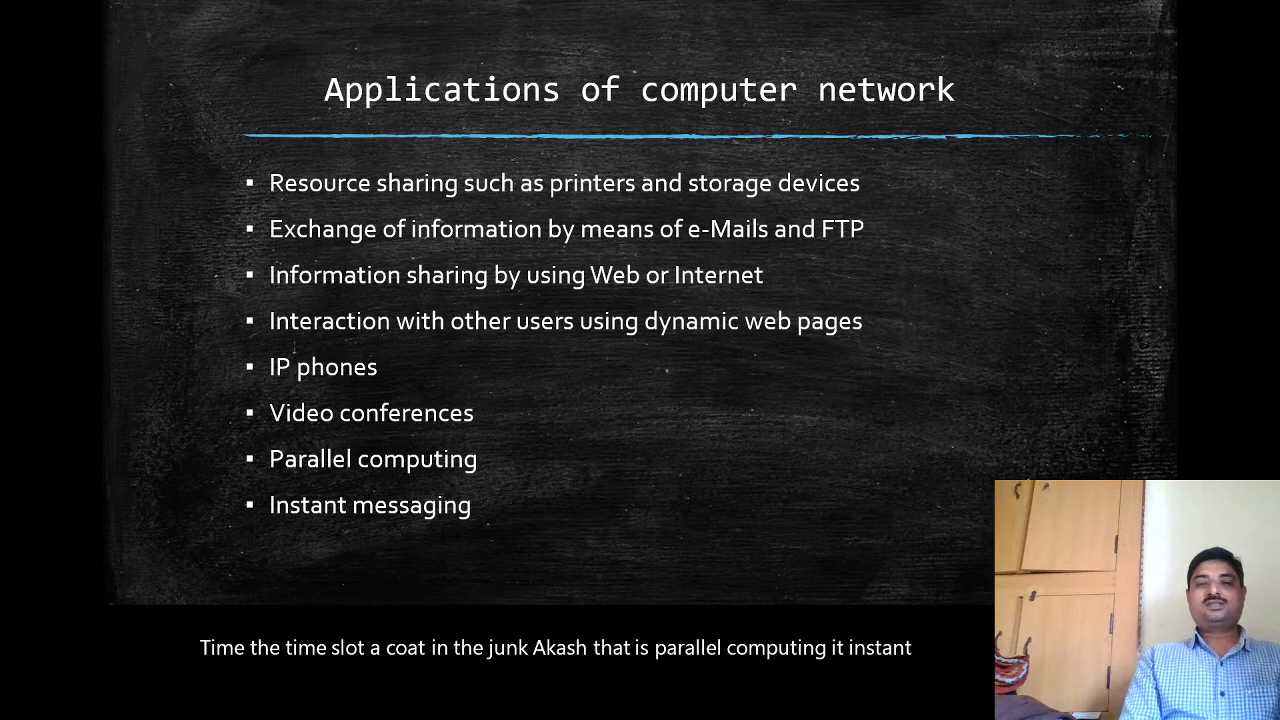 Applications of computer network
▪ Resource sharing such as printers and storage devices
▪ Exchange of information by means of e-Mails and FTP
▪ Information sharing by using Web or Internet
▪ Interaction with other users using dynamic web pages
▪ IP phones
▪ Video conferences
▪ Parallel computing
▪ Instant messaging
Time the time slot a coat in the junk Akash that is parallel computing it instant